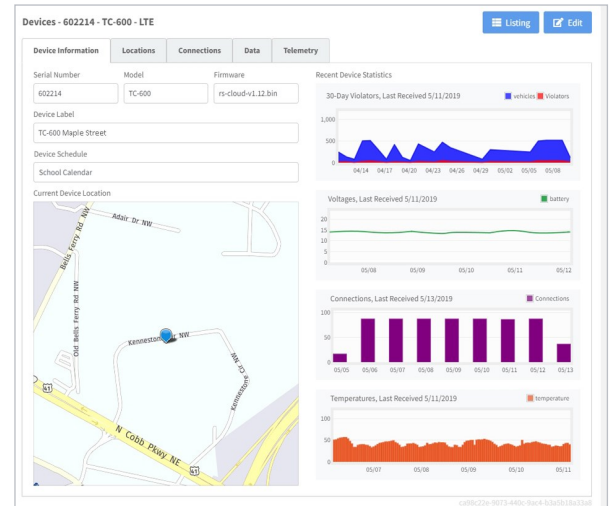 Devices - 602214 - TC-600 - LTE
Listing
Edit
Device Information
Locations
Connections
Data
Telemetry
Serial Number
Model
Firmware
602214
TC-600
rs-cloud-v1.12.bin
Device Label
TC-600 Maple Street
Device Schedule
School Calendar
Current Device Location
Adair Dr NW
Bells Ferry Rd NW
Old Bells Ferry Rd NW
Kenneston Cir NW
Kennestone Cir NW
N Cobb Pkwy NE
41
41
Recent Device Statistics
30-Day Violators, Last Received 5/11/2019
vehicles Violators
1,000
500
0
04/14 04/17 04/20 04/23 04/26 04/29 05/02 05/05 05/08
Voltages, Last Received 5/11/2019
battery
20
15
10
5
0
05/08 05/09 05/10 05/11 05/12
Connections, Last Received 5/13/2019
Connections
100
50
0
05/05 05/06 05/07 05/08 05/09 05/10 05/11 05/12 05/13
Temperatures, Last Received 5/11/2019
temperature
100
50
0
05/07 05/08 05/09 05/10 05/11